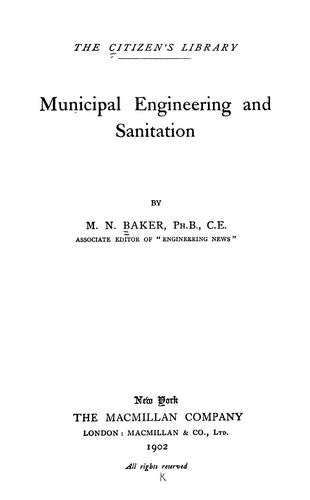 THE CITIZEN'S LIBRARY
Municipal Engineering and
Sanitation
BY
M. N. BAKER, PH.B., C.E.
ASSOCIATE EDITOR OF "ENGINEERING NEWS"
New York
THE MACMILLAN COMPANY
LONDON: MACMILLAN & CO., LTD.
1902
All rights reserved
K